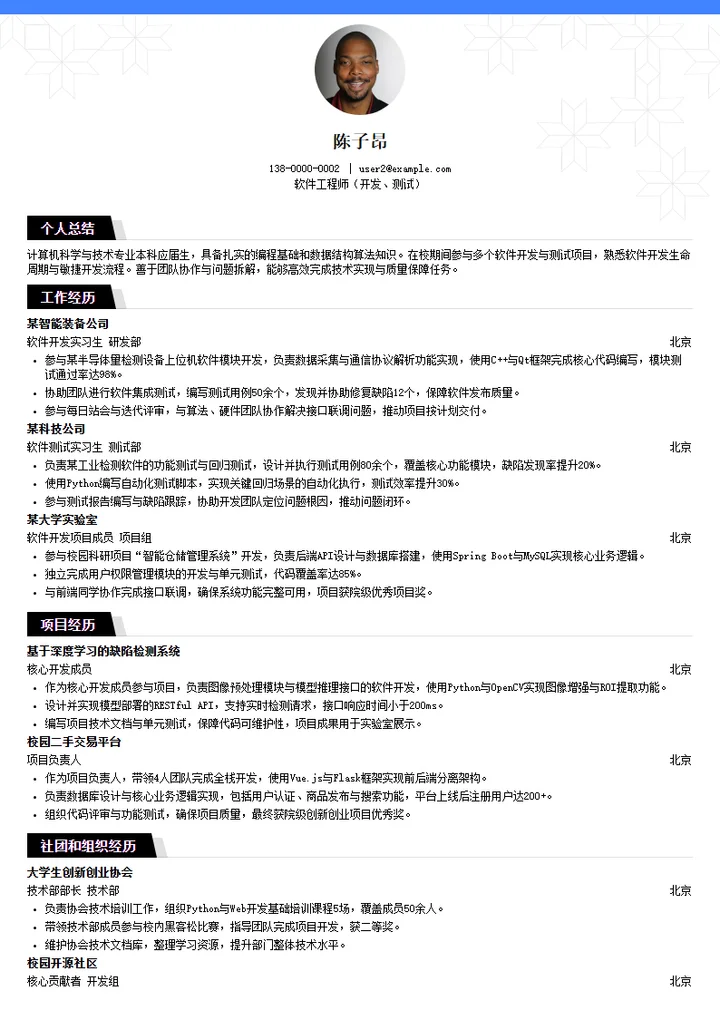 陈子昂
138-0000-0002 | user2@example.com
软件工程师（开发、测试）
个人总结
计算机科学与技术专业本科应届生，具备扎实的编程基础和数据结构算法知识。在校期间参与多个软件开发与测试项目，熟悉软件开发生命
周期与敏捷开发流程。善于团队协作与问题拆解，能够高效完成技术实现与质量保障任务。
工作经历
某智能装备公司
软件开发实习生 研发部 北京
• 参与某半导体量检测设备上位机软件模块开发，负责数据采集与通信协议解析功能实现，使用C++与Qt框架完成核心代码编写，模块测
试通过率达98%。
• 协助团队进行软件集成测试，编写测试用例50余个，发现并协助修复缺陷12个，保障软件发布质量。
• 参与每日站会与迭代评审，与算法、硬件团队协作解决接口联调问题，推动项目按计划交付。
某科技公司
软件测试实习生 测试部 北京
• 负责某工业检测软件的功能测试与回归测试，设计并执行测试用例80余个，覆盖核心功能模块，缺陷发现率提升20%。
• 使用Python编写自动化测试脚本，实现关键回归场景的自动化执行，测试效率提升30%。
• 参与测试报告编写与缺陷跟踪，协助开发团队定位问题根因，推动问题闭环。
某大学实验室
软件开发项目成员 项目组 北京
• 参与校园科研项目“智能仓储管理系统”开发，负责后端API设计与数据库搭建，使用Spring Boot与MySQL实现核心业务逻辑。
• 独立完成用户权限管理模块的开发与单元测试，代码覆盖率达85%。
• 与前端同学协作完成接口联调，确保系统功能完整可用，项目获院级优秀项目奖。
项目经历
基于深度学习的缺陷检测系统
核心开发成员 北京
• 作为核心开发成员参与项目，负责图像预处理模块与模型推理接口的软件开发，使用Python与OpenCV实现图像增强与ROI提取功能。
• 设计并实现模型部署的RESTful API，支持实时检测请求，接口响应时间小于200ms。
• 编写项目技术文档与单元测试，保障代码可维护性，项目成果用于实验室展示。
校园二手交易平台
项目负责人 北京
• 作为项目负责人，带领4人团队完成全栈开发，使用Vue.js与Flask框架实现前后端分离架构。
• 负责数据库设计与核心业务逻辑实现，包括用户认证、商品发布与搜索功能，平台上线后注册用户达200+。
• 组织代码评审与功能测试，确保项目质量，最终获院级创新创业项目优秀奖。
社团和组织经历
大学生创新创业协会
技术部部长 技术部 北京
• 负责协会技术培训工作，组织Python与Web开发基础培训课程5场，覆盖成员50余人。
• 带领技术部成员参与校内黑客松比赛，指导团队完成项目开发，获二等奖。
• 维护协会技术文档库，整理学习资源，提升部门整体技术水平。
校园开源社区
核心贡献者 开发组 北京